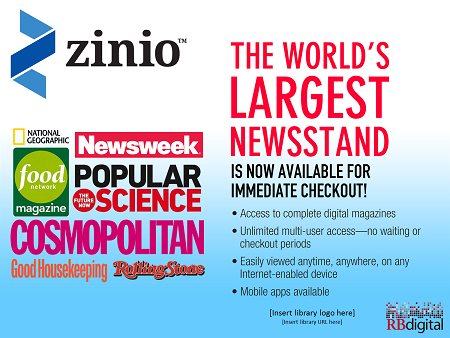 zinio™
THE WORLD'S
LARGEST
NEWSSTAND
IS NOW AVAILABLE FOR
IMMEDIATE CHECKOUT!
• Access to complete digital magazines
• Unlimited multi-user access—no waiting or
checkout periods
• Easily viewed anytime, anywhere, on any
Internet-enabled device
• Mobile apps available
NATIONAL
GEOGRAPHIC
Newsweek
food
network
magazine
POPULAR
THE FUTURE
NOW
SCIENCE
COSMOPOLITAN
Good Housekeeping
RollingStone
[Insert library logo here]
[Insert library URL here]
RBdigital